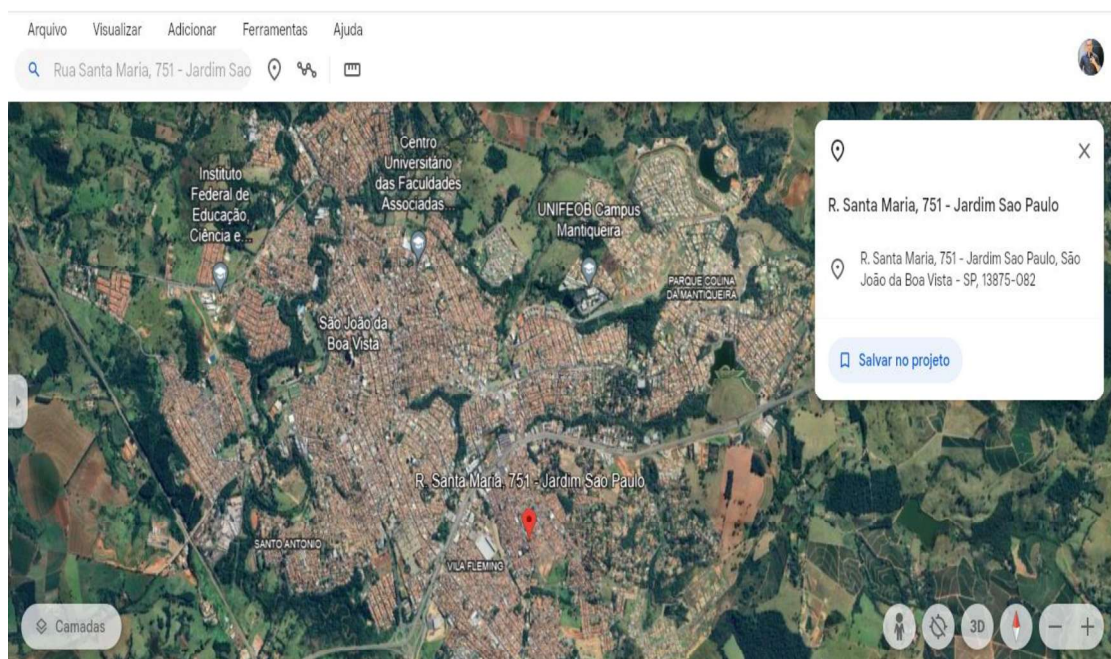 Arquivo Visualizar Adicionar Ferramentas Ajuda
Rua Santa Maria, 751 - Jardim Sao
Centro
Universitário
das Faculdades
Associadas...
Instituto
Federal de
Educação,
Ciência e...
UNIFEOB Campus
Mantiqueira
PARQUE COLINA
DA MANTIQUEIRA
São João da
Boa Vista
R. Santa Maria, 751 - Jardim Sao Paulo
SANTO ANTONIO
VILA FLEMING
R. Santa Maria, 751 - Jardim Sao Paulo
R. Santa Maria, 751 - Jardim Sao Paulo, São
João da Boa Vista - SP, 13875-082
Salvar no projeto
Camadas
3D